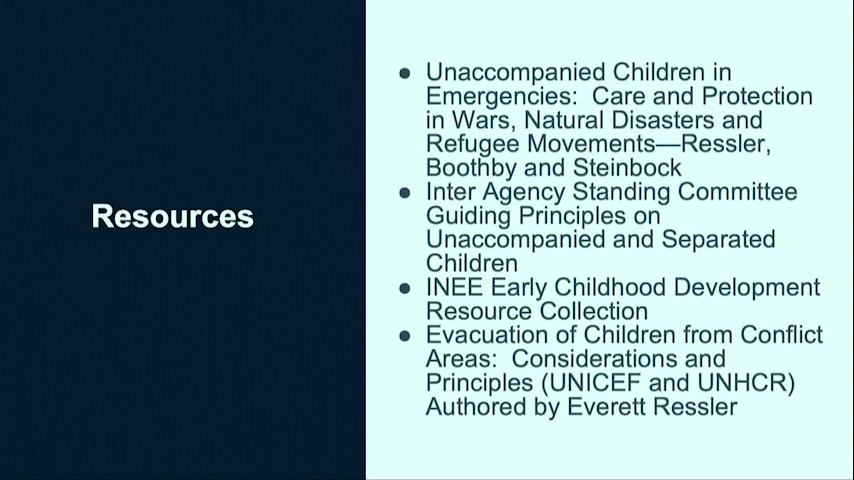 Resources
● Unaccompanied Children in
Emergencies:  Care and Protection
in Wars, Natural Disasters and
Refugee Movements—Ressler,
Boothby and Steinbock
● Inter Agency Standing Committee
Guiding Principles on
Unaccompanied and Separated
Children
● INEE Early Childhood Development
Resource Collection
● Evacuation of Children from Conflict
Areas:  Considerations and
Principles (UNICEF and UNHCR)
Authored by Everett Ressler